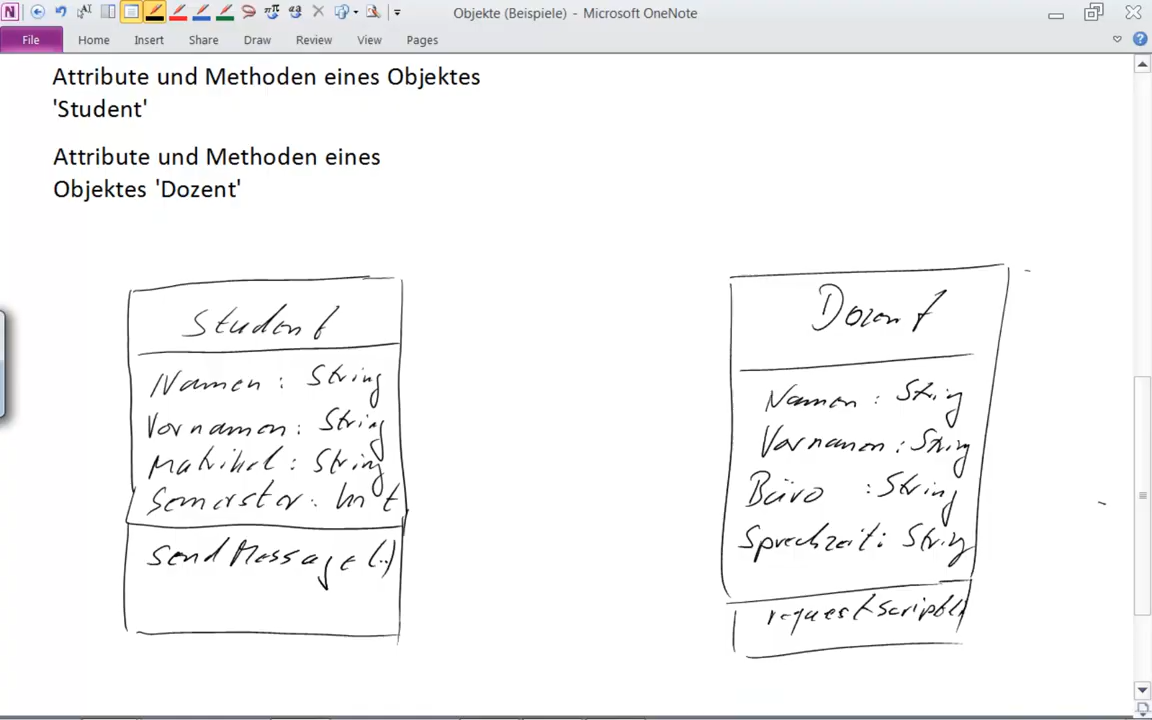 Objekte (Beispiele) - Microsoft OneNote
File Home Insert Share Draw Review View Pages
Attribute und Methoden eines Objektes
'Student'
Attribute und Methoden eines
Objektes 'Dozent'
Student
Namen : String
Vornamen : String
Matrikel : String
Semester : Int
sendMessage(..)
Dozent
Namen : String
Vornamen : String
Büro : String
Sprechzeit : String